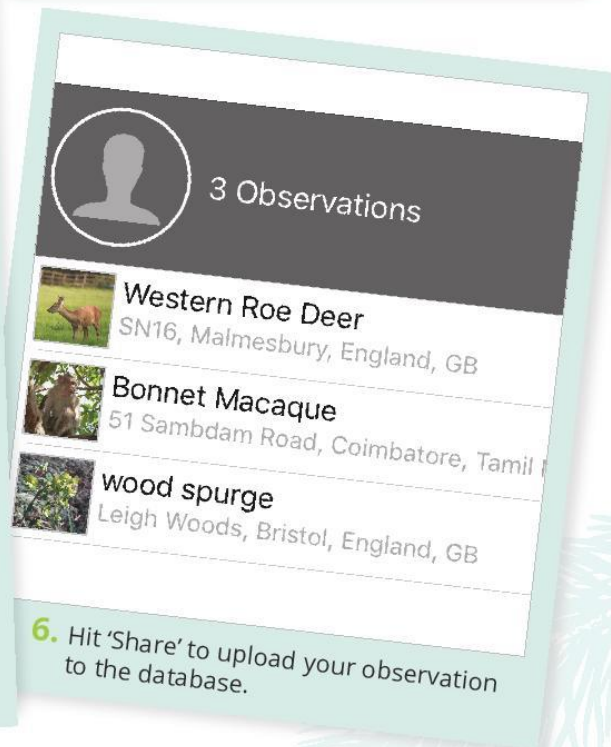 3 Observations
Western Roe Deer
SN16, Malmesbury, England, GB
Bonnet Macaque
51 Sambdam Road, Coimbatore, Tamil
wood spurge
Leigh Woods, Bristol, England, GB
6. Hit ‘Share’ to upload your observation
to the database.